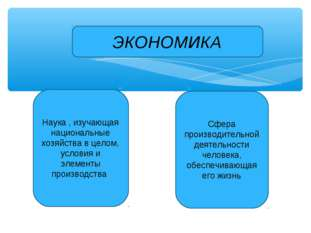 ЭКОНОМИКА
Наука , изучающая
национальные
хозяйства в целом,
условия и
элементы
производства
Сфера
производительной
деятельности
человека,
обеспечивающая
его жизнь